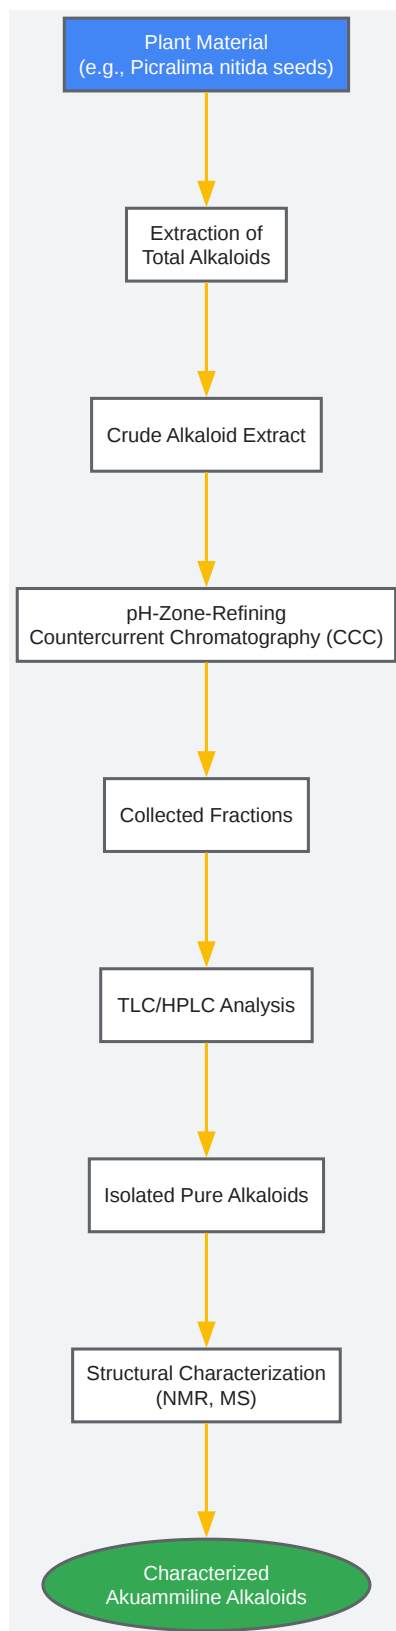 Plant Material
(e.g., Picralima nitida seeds)
Extraction of
Total Alkaloids
Crude Alkaloid Extract
pH-Zone-Refining
Countercurrent Chromatography (CCC)
Collected Fractions
TLC/HPLC Analysis
Isolated Pure Alkaloids
Structural Characterization
(NMR, MS)
Characterized
Akuammiline Alkaloids